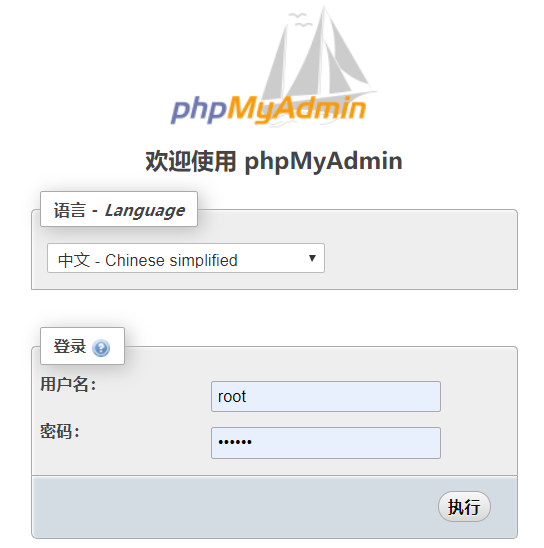 phpMyAdmin
欢迎使用 phpMyAdmin
语言 - Language
中文 - Chinese simplified
登录
用户名：
root
密码：
••••••
执行